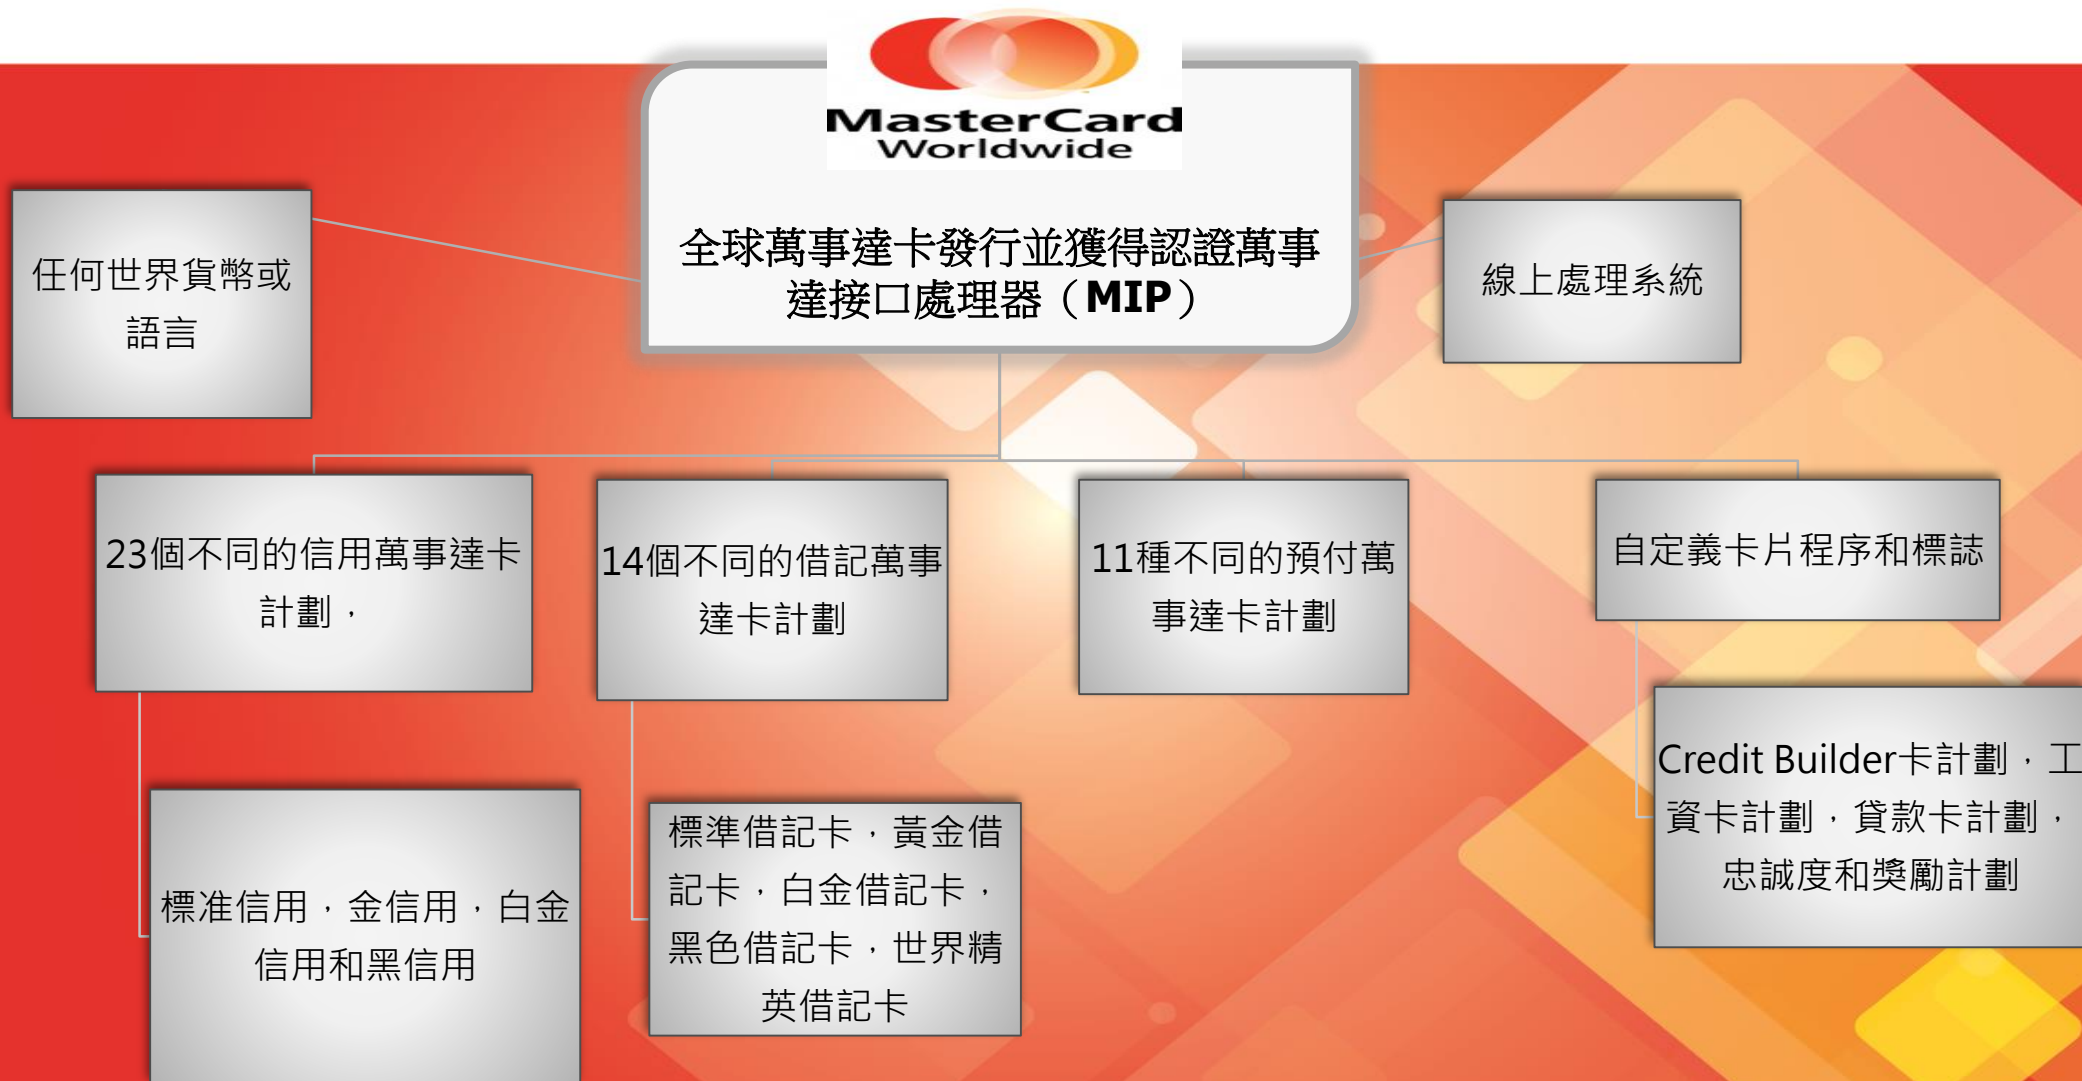 MasterCard
Worldwide
全球萬事達卡發行並獲得認證萬事
達接口處理器（MIP）
任何世界貨幣或
語言
線上處理系統
23個不同的信用萬事達卡
計劃，
14個不同的借記萬事
達卡計劃
11種不同的預付萬
事達卡計劃
自定義卡片程序和標誌
標准信用，金信用，白金
信用和黑信用
標準借記卡，黃金借
記卡，白金借記卡，
黑色借記卡，世界精
英借記卡
Credit Builder卡計劃，工
資卡計劃，貸款卡計劃，
忠誠度和獎勵計劃